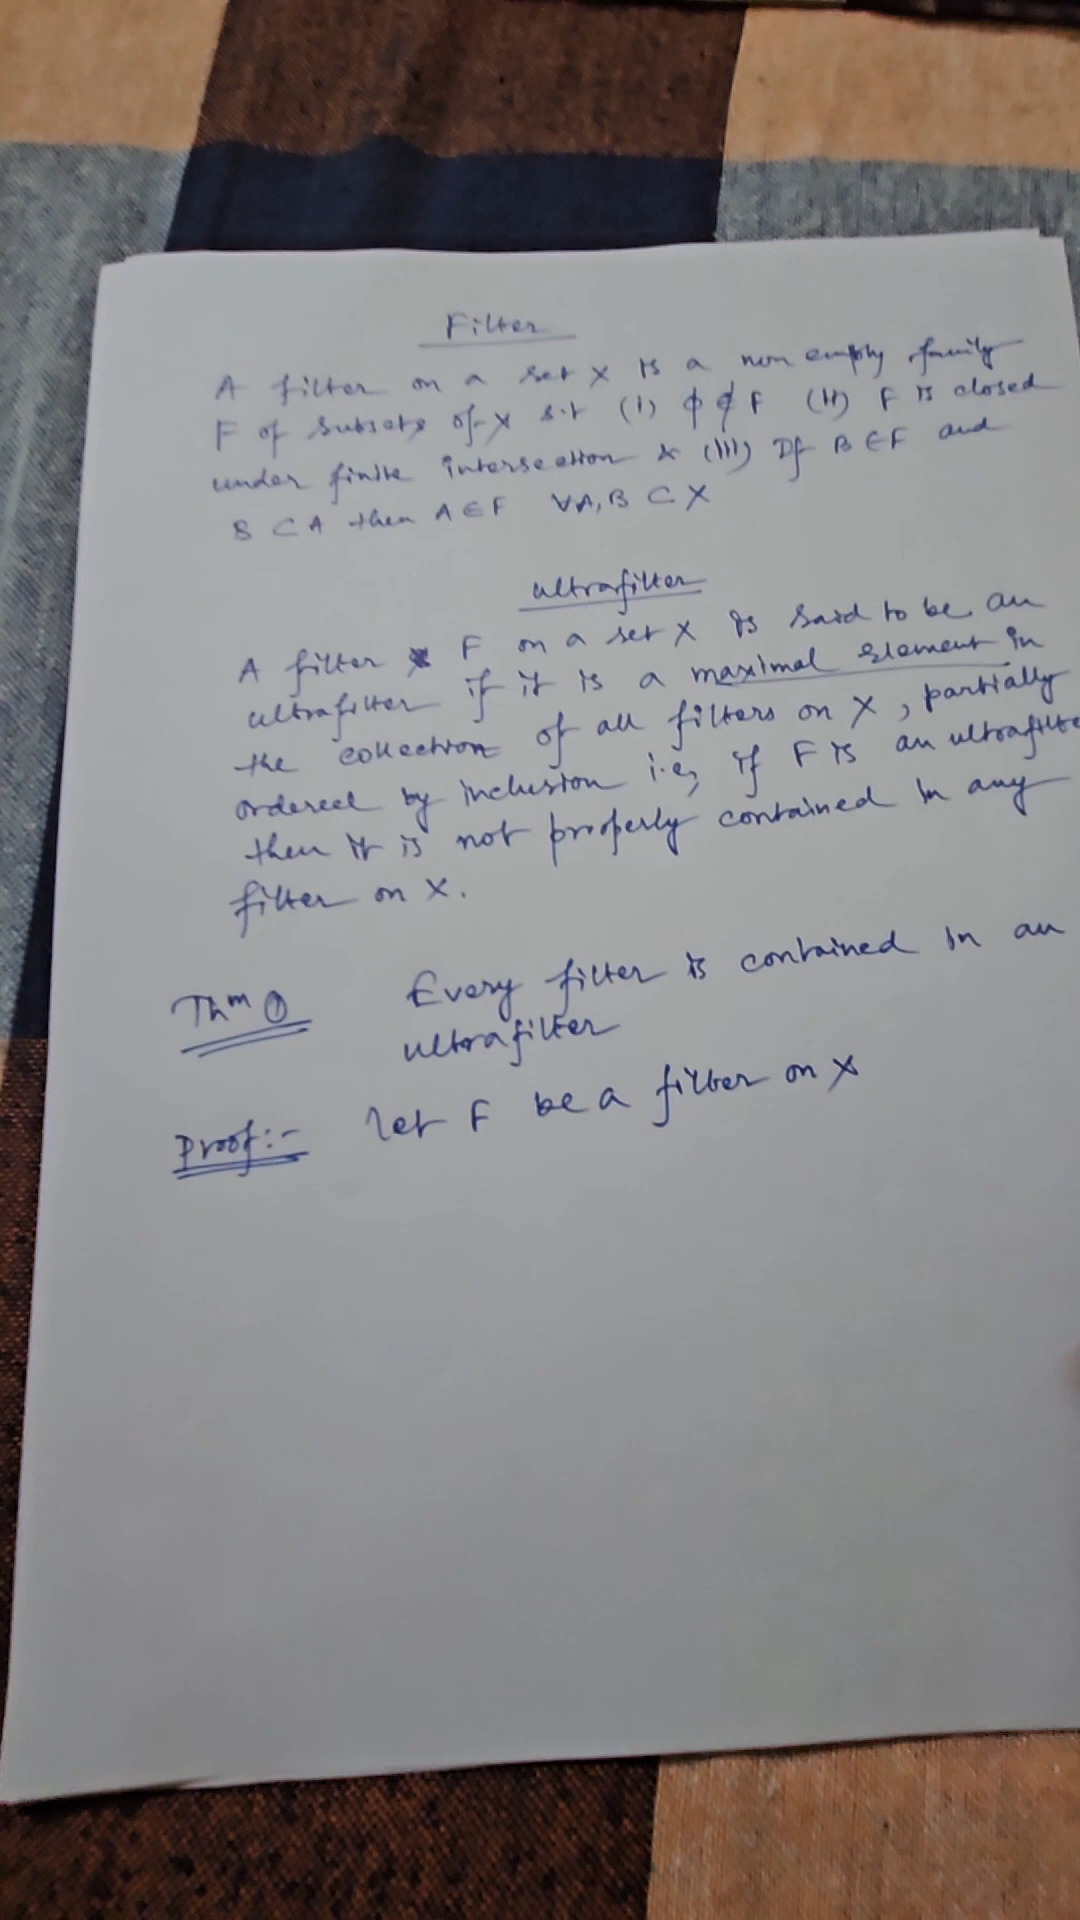 Filter
A filter on a set X is a non empty family
F of subsets of X s.t (i) ϕ ∉ F (ii) F is closed
under finite intersection & (iii) If B ∈ F and
B ⊂ A then A ∈ F ∀A, B ⊂ X
ultrafilter
A filter F on a set X is said to be an
ultrafilter if it is a maximal element in
the collection of all filters on X, partially
ordered by inclusion i.e, if F is an ultrafilte
then it is not properly contained in any
filter on X.
Thm ① Every filter is contained in an
ultrafilter
Proof:- Let F be a filter on X